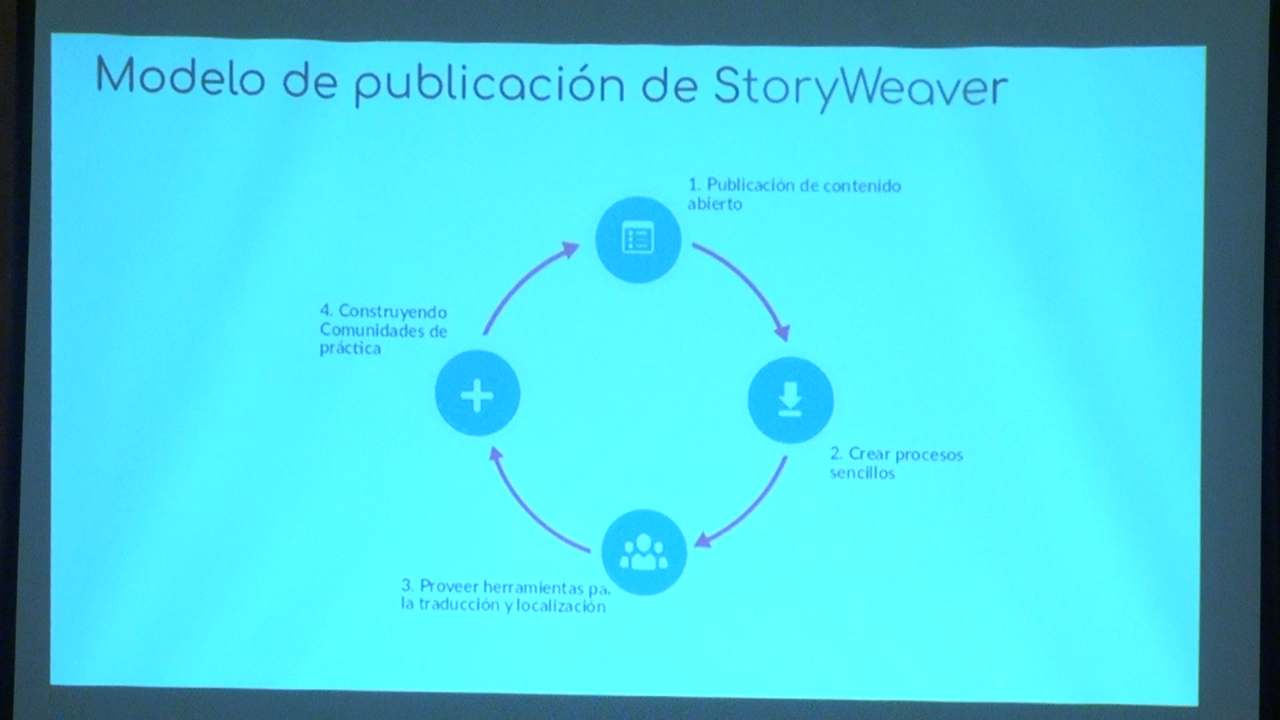 Modelo de publicación de StoryWeaver
1. Publicación de contenido
abierto
4. Construyendo
Comunidades de
práctica
2. Crear procesos
sencillos
3. Proveer herramientas
la traducción y localización